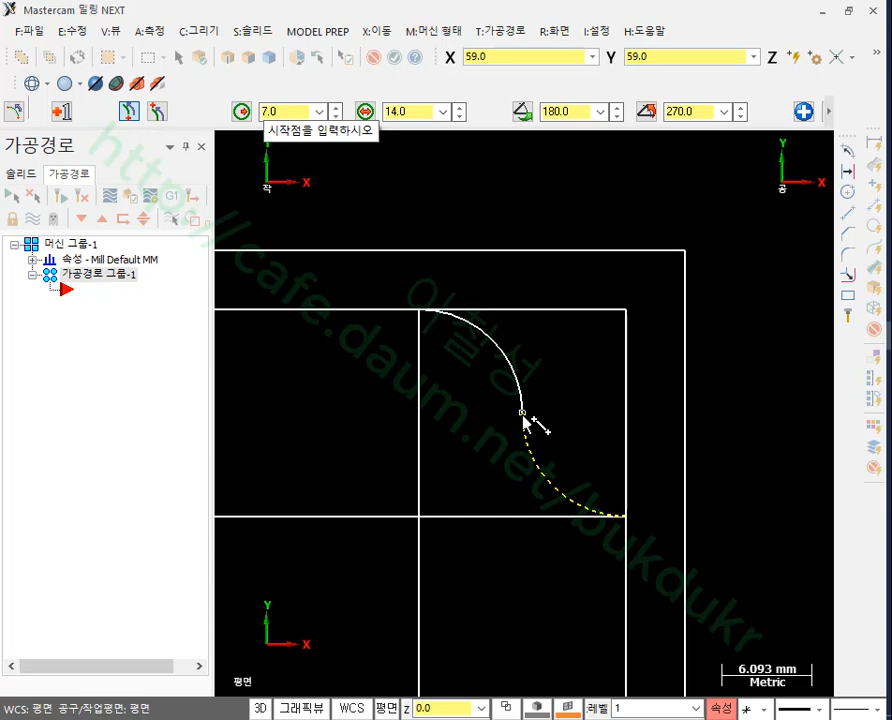 Mastercam 밀링 NEXT
F:파일 E:수정 V:뷰 A:측정 C:그리기 S:솔리드 MODEL PREP X:이동 M:머신 형태 T:가공경로 R:화면 I:설정 H:도움말
X 59.0 Y 59.0 Z
7.0 14.0 180.0 270.0
시작점을 입력하시오
가공경로
솔리드 가공경로
G1
머신 그룹-1
속성 - Mill Default MM
가공경로 그룹-1
Y
X
Y
X
http://cafe.daum.net/bukdukr
이철성
Y
X
평면
6.093 mm
Metric
WCS: 평면 공구/작업평면: 평면 3D 그래픽뷰 WCS 평면 Z 0.0 레벨 1 속성